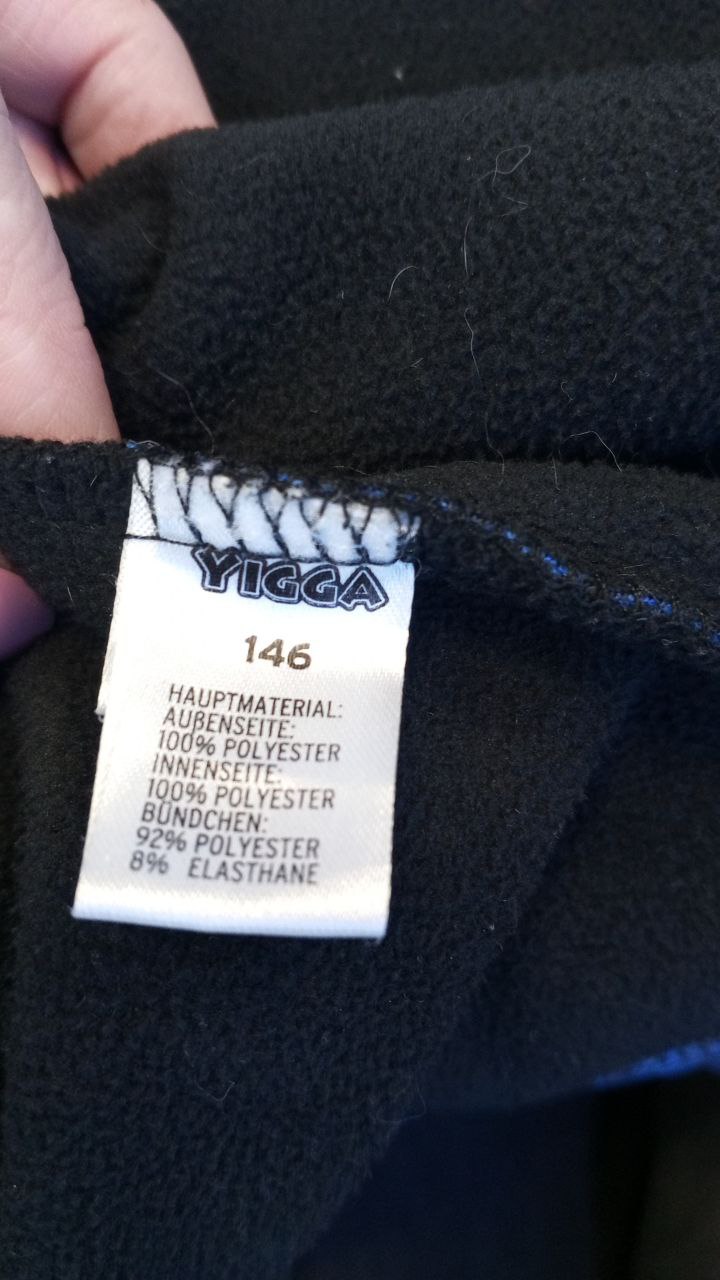 YIGGA
146
HAUPTMATERIAL:
AUßENSEITE:
100% POLYESTER
INNENSEITE:
100% POLYESTER
BÜNDCHEN:
92% POLYESTER
8% ELASTHANE